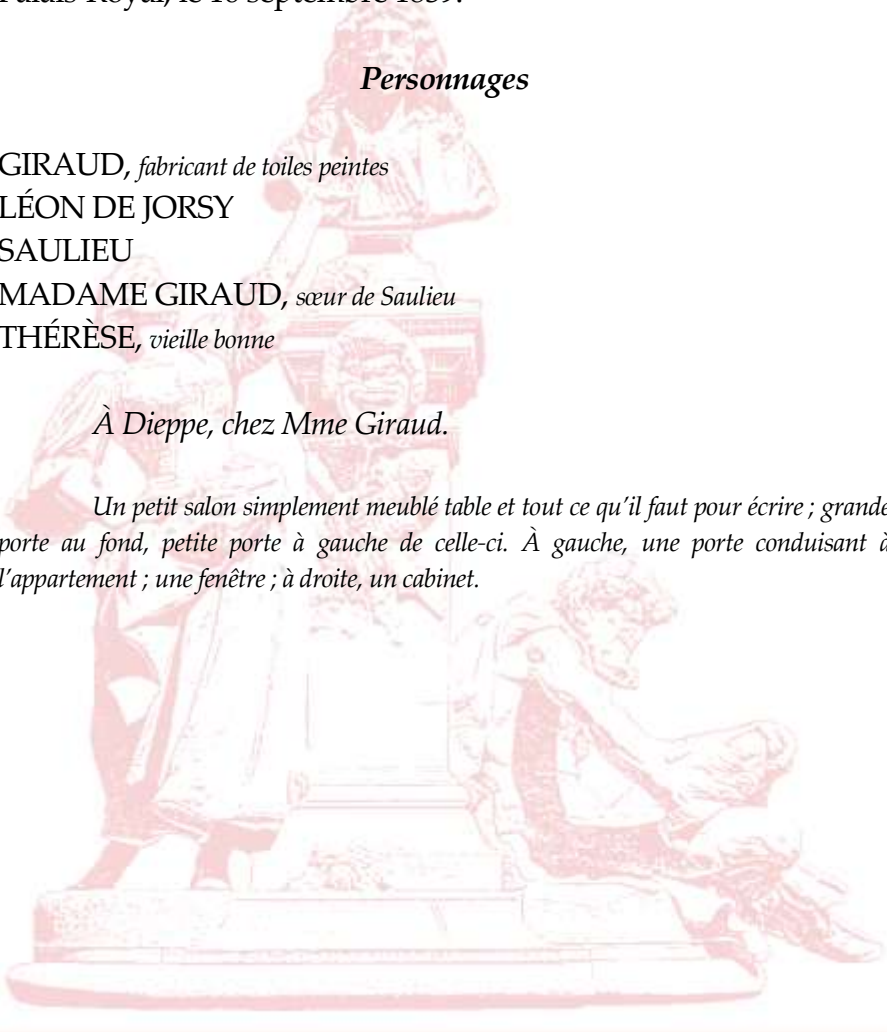 Palais-Royal, le 16 septembre 1839.
Personnages
GIRAUD, fabricant de toiles peintes
LÉON DE JORSY
SAULIEU
MADAME GIRAUD, sœur de Saulieu
THÉRÈSE, vieille bonne
À Dieppe, chez Mme Giraud.
Un petit salon simplement meublé table et tout ce qu’il faut pour écrire ; grande
porte au fond, petite porte à gauche de celle-ci. À gauche, une porte conduisant à
l’appartement ; une fenêtre ; à droite, un cabinet.